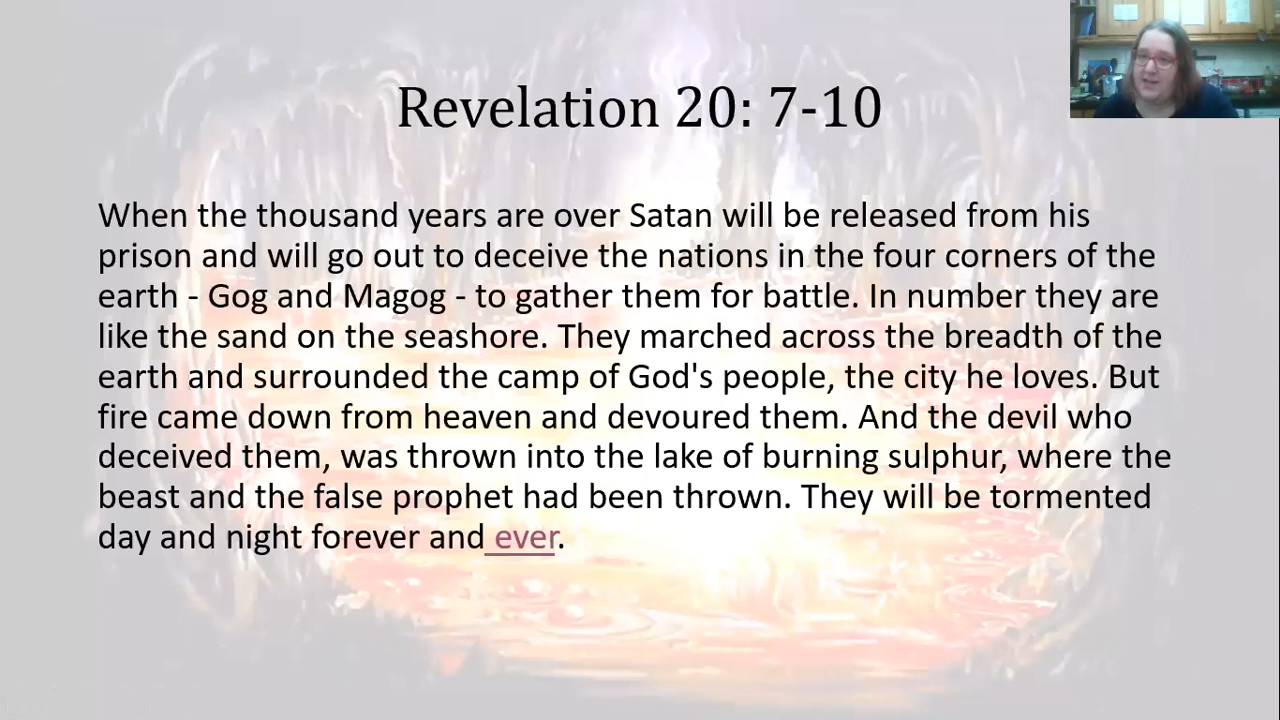 Revelation 20: 7-10
When the thousand years are over Satan will be released from his
prison and will go out to deceive the nations in the four corners of the
earth - Gog and Magog - to gather them for battle. In number they are
like the sand on the seashore. They marched across the breadth of the
earth and surrounded the camp of God's people, the city he loves. But
fire came down from heaven and devoured them. And the devil who
deceived them, was thrown into the lake of burning sulphur, where the
beast and the false prophet had been thrown. They will be tormented
day and night forever and ever.